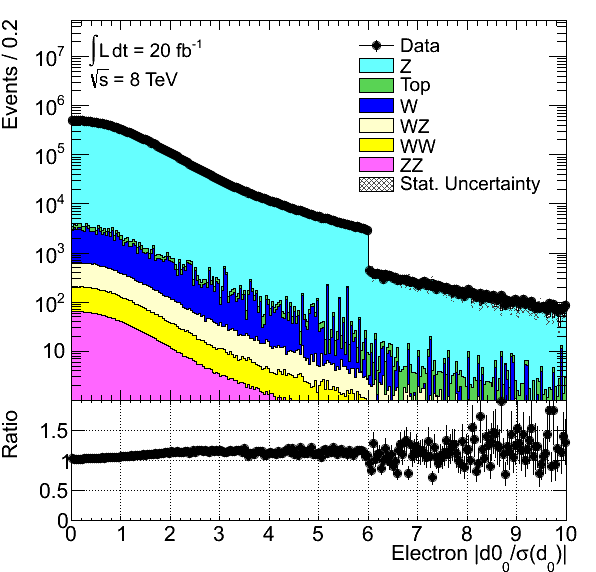 Events / 0.2
∫L dt = 20 fb⁻¹
√s = 8 TeV
Data
Z
Top
W
WZ
WW
ZZ
Stat. Uncertainty
10⁷
10⁶
10⁵
10⁴
10³
10²
10
Ratio
1.5
1
0.5
0
0 1 2 3 4 5 6 7 8 9 10
Electron |d0₀/σ(d₀)|